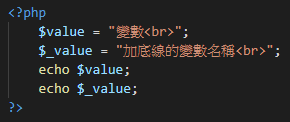 <?php
$value = "變數<br>";
$_value = "加底線的變數名稱<br>";
echo $value;
echo $_value;
?>